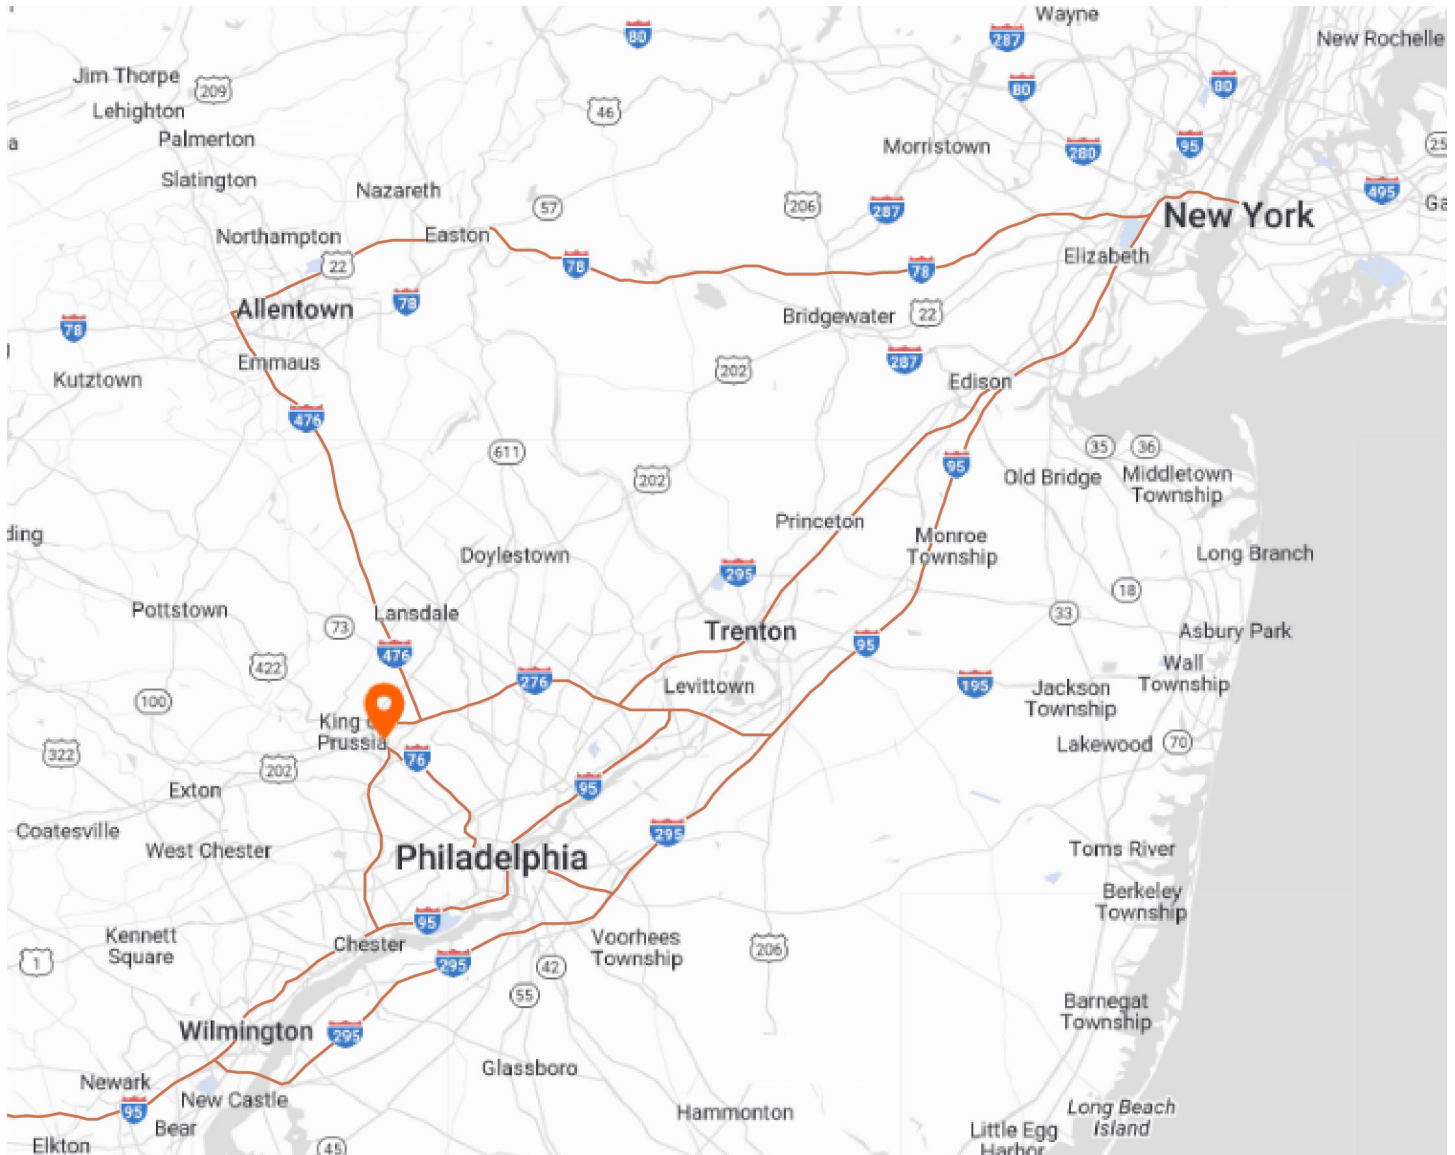 Wayne
80
287
New Rochelle
Jim Thorpe
209
80
80
Lehighton
46
Palmerton
Morristown
280
95
25
Slatington
Nazareth
57
206
287
495
Ga
New York
Northampton
Easton
22
78
78
Elizabeth
Allentown
78
Bridgewater
22
78
Emmaus
287
Kutztown
202
Edison
476
611
202
95
35
36
Old Bridge
Middletown
Township
ding
Princeton
Monroe
Township
Doylestown
295
Long Branch
Pottstown
Lansdale
18
73
33
Trenton
Asbury Park
95
476
422
276
Levittown
195
Wall
Township
100
Jackson
Township
King
Prussia
322
76
202
Lakewood
70
Exton
95
Coatesville
West Chester
295
Philadelphia
Toms River
Berkeley
Township
95
Kennett
Square
Chester
Voorhees
Township
206
1
295
42
55
Barnegat
Township
Wilmington
295
Glassboro
Newark
New Castle
95
Hammonton
Long Beach
Island
Bear
Elkton
45
Little Egg
Harbor